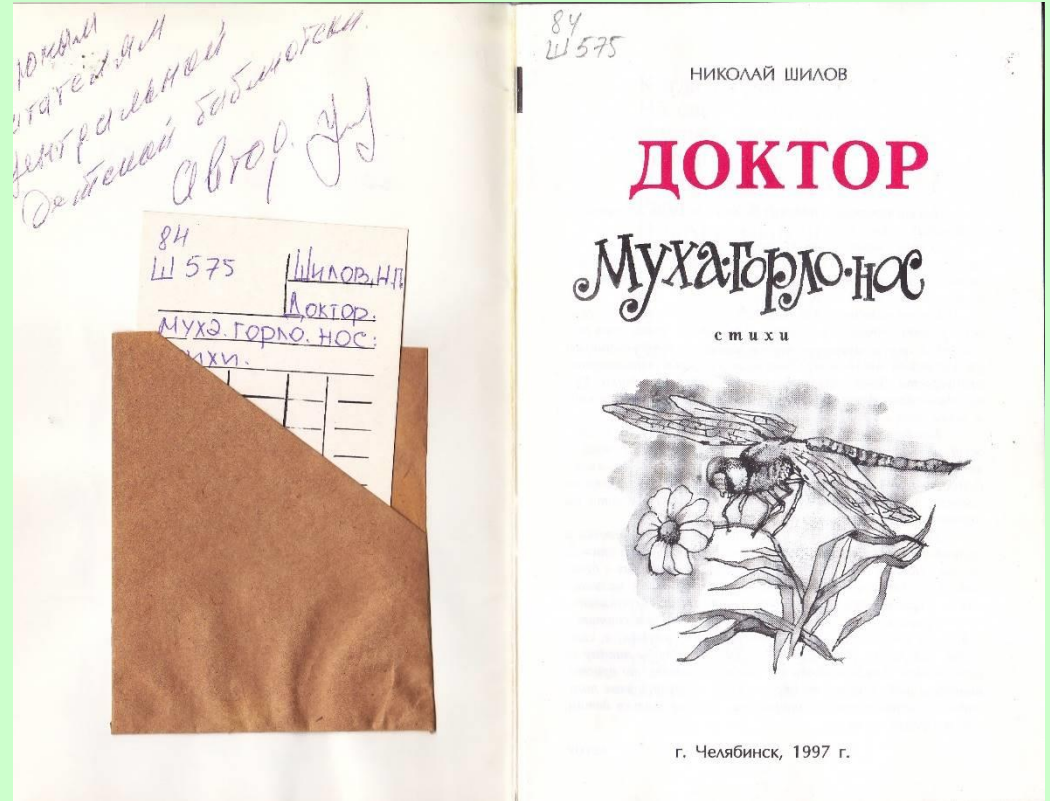 юным
читателям
Центральной
Детской библиотеки.
Автор.
84
Ш 575
Шилов, Н.П.
Доктор.
Муха. горло. нос:
стихи.
84
Ш 575
НИКОЛАЙ ШИЛОВ
ДОКТОР
Муха·горло·нос
стихи
г. Челябинск, 1997 г.